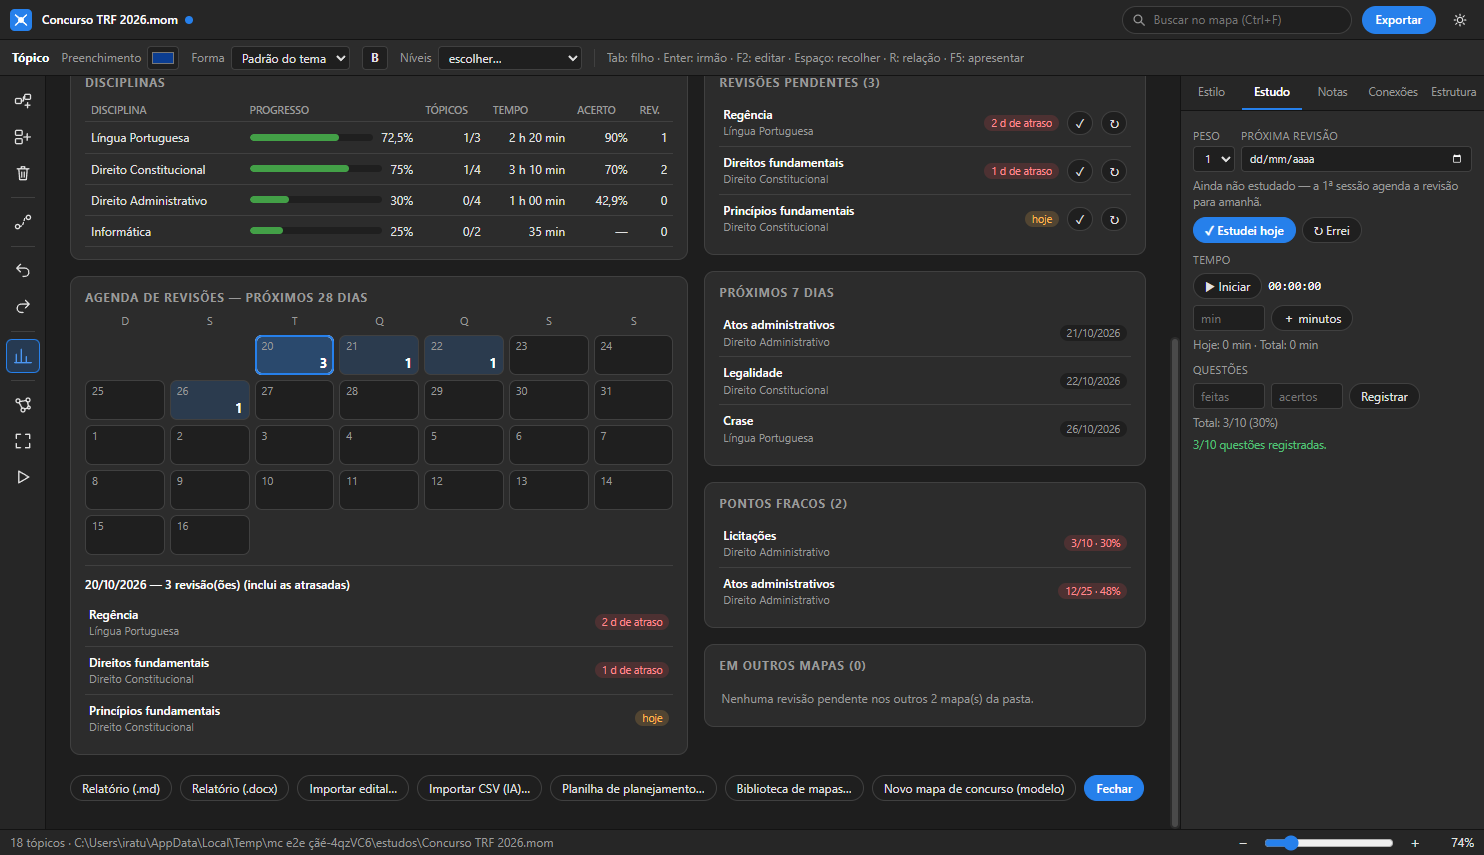 Concurso TRF 2026.mom
Buscar no mapa (Ctrl+F)
Exportar
Tópico
Preenchimento
Forma
Padrão do tema
B
Níveis
escolher...
Tab: filho · Enter: irmão · F2: editar · Espaço: recolher · R: relação · F5: apresentar
DISCIPLINAS
DISCIPLINA PROGRESSO TÓPICOS TEMPO ACERTO REV.
Língua Portuguesa 72,5% 1/3 2 h 20 min 90% 1
Direito Constitucional 75% 1/4 3 h 10 min 70% 2
Direito Administrativo 30% 0/4 1 h 00 min 42,9% 0
Informática 25% 0/2 35 min — 0
AGENDA DE REVISÕES — PRÓXIMOS 28 DIAS
D S T Q Q S S
20 3 21 1 22 1 23 24
25 26 1 27 28 29 30 31
1 2 3 4 5 6 7
8 9 10 11 12 13 14
15 16
20/10/2026 — 3 revisão(ões) (inclui as atrasadas)
Regência
Língua Portuguesa
2 d de atraso
Direitos fundamentais
Direito Constitucional
1 d de atraso
Princípios fundamentais
Direito Constitucional
hoje
REVISÕES PENDENTES (3)
Regência
Língua Portuguesa
2 d de atraso ✓ ↻
Direitos fundamentais
Direito Constitucional
1 d de atraso ✓ ↻
Princípios fundamentais
Direito Constitucional
hoje ✓ ↻
PRÓXIMOS 7 DIAS
Atos administrativos
Direito Administrativo
21/10/2026
Legalidade
Direito Constitucional
22/10/2026
Crase
Língua Portuguesa
26/10/2026
PONTOS FRACOS (2)
Licitações
Direito Administrativo
3/10 · 30%
Atos administrativos
Direito Administrativo
12/25 · 48%
EM OUTROS MAPAS (0)
Nenhuma revisão pendente nos outros 2 mapa(s) da pasta.
Relatório (.md)
Relatório (.docx)
Importar edital...
Importar CSV (IA)...
Planilha de planejamento...
Biblioteca de mapas...
Novo mapa de concurso (modelo)
Fechar
Estilo Estudo Notas Conexões Estrutura
PESO PRÓXIMA REVISÃO
1 dd/mm/aaaa
Ainda não estudado — a 1ª sessão agenda a revisão
para amanhã.
✓ Estudei hoje ↻ Errei
TEMPO
▶ Iniciar 00:00:00
min + minutos
Hoje: 0 min · Total: 0 min
QUESTÕES
feitas acertos Registrar
Total: 3/10 (30%)
3/10 questões registradas.
18 tópicos · C:\Users\iratu\AppData\Local\Temp\mc e2e çãé-4qzVC6\estudos\Concurso TRF 2026.mom
− + 74%